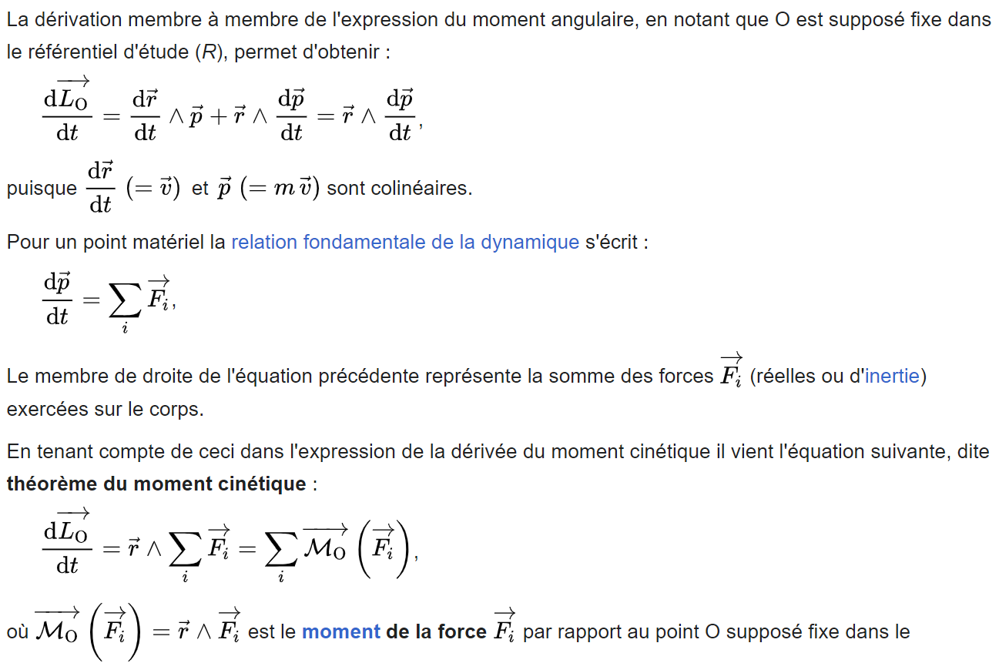 La dérivation membre à membre de l'expression du moment angulaire, en notant que O est supposé fixe dans
le référentiel d'étude (R), permet d'obtenir :
$\frac{\mathrm{d}\overrightarrow{L_{\mathrm{O}}}}{\mathrm{d}t} = \frac{\mathrm{d}\vec{r}}{\mathrm{d}t} \wedge \vec{p} + \vec{r} \wedge \frac{\mathrm{d}\vec{p}}{\mathrm{d}t} = \vec{r} \wedge \frac{\mathrm{d}\vec{p}}{\mathrm{d}t}$,
puisque $\frac{\mathrm{d}\vec{r}}{\mathrm{d}t}\ (= \vec{v})$ et $\vec{p}\ (= m\,\vec{v})$ sont colinéaires.
Pour un point matériel la relation fondamentale de la dynamique s'écrit :
$\frac{\mathrm{d}\vec{p}}{\mathrm{d}t} = \sum_{i} \overrightarrow{F_i}$,
Le membre de droite de l'équation précédente représente la somme des forces $\overrightarrow{F_i}$ (réelles ou d'inertie)
exercées sur le corps.
En tenant compte de ceci dans l'expression de la dérivée du moment cinétique il vient l'équation suivante, dite
théorème du moment cinétique :
$\frac{\mathrm{d}\overrightarrow{L_{\mathrm{O}}}}{\mathrm{d}t} = \vec{r} \wedge \sum_{i} \overrightarrow{F_i} = \sum_{i} \overrightarrow{\mathcal{M}_{\mathrm{O}}} \left(\overrightarrow{F_i}\right)$,
où $\overrightarrow{\mathcal{M}_{\mathrm{O}}} \left(\overrightarrow{F_i}\right) = \vec{r} \wedge \overrightarrow{F_i}$ est le moment de la force $\overrightarrow{F_i}$ par rapport au point O supposé fixe dans le